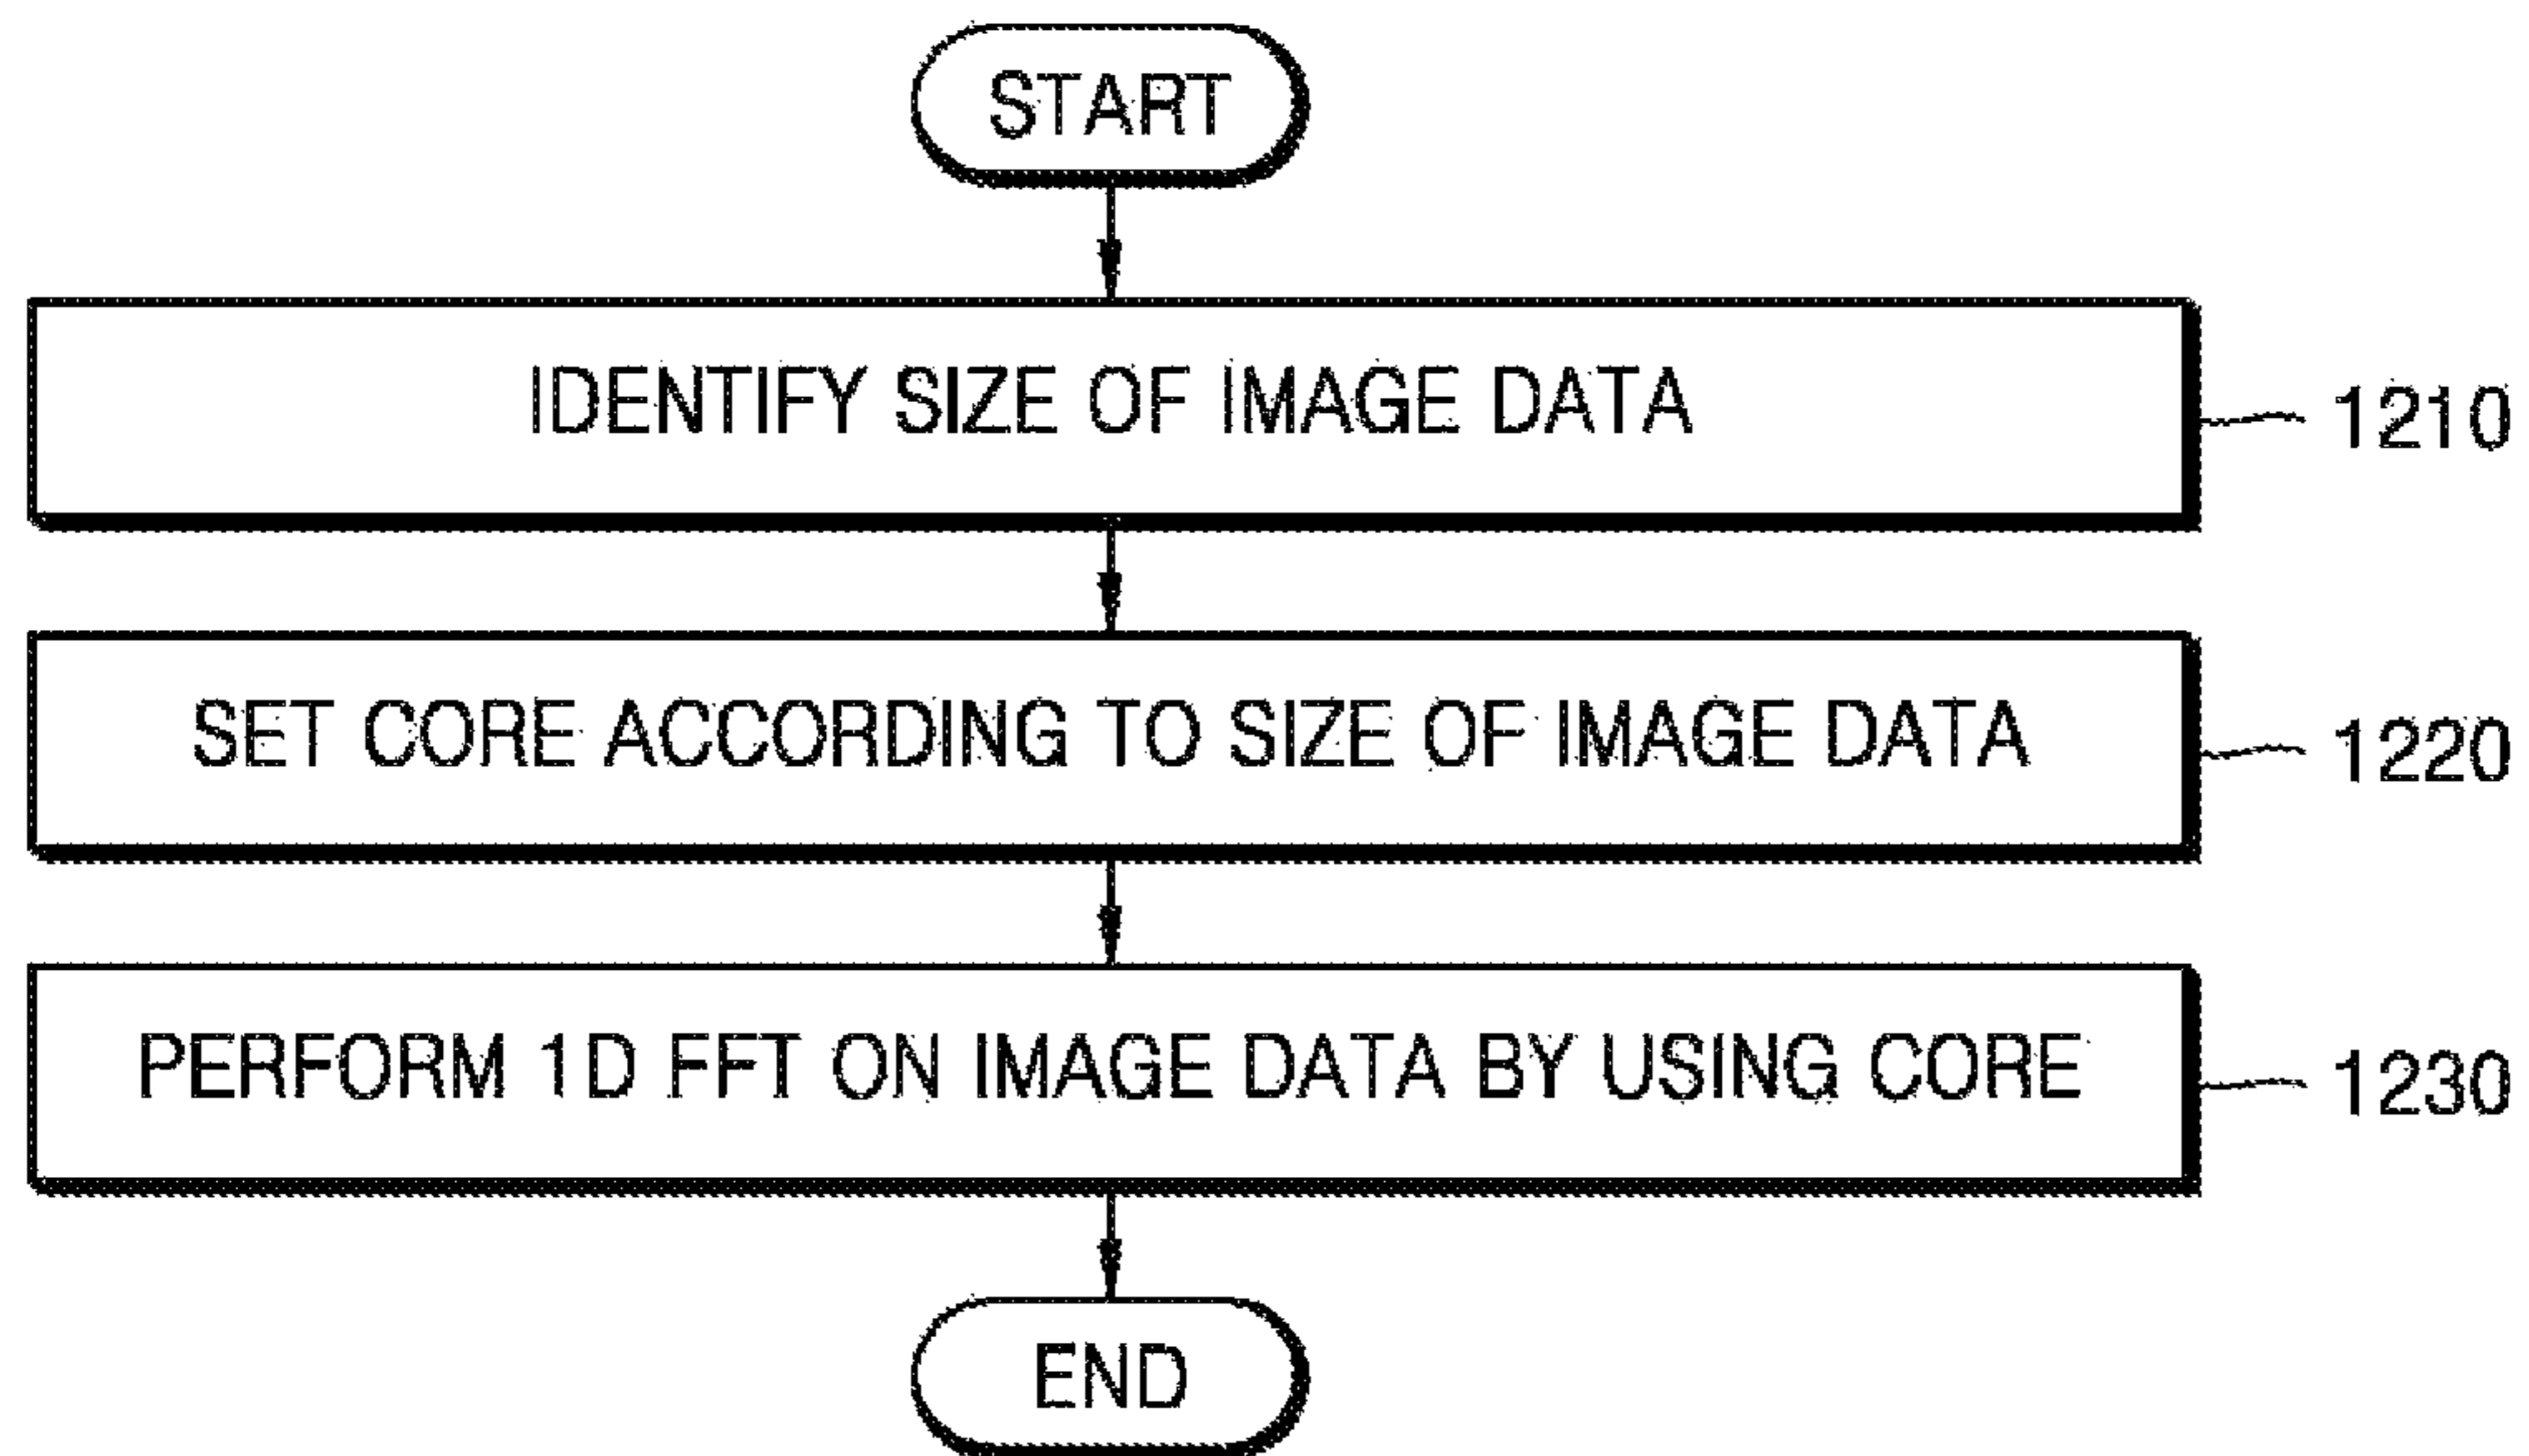 START
IDENTIFY SIZE OF IMAGE DATA
1210
SET CORE ACCORDING TO SIZE OF IMAGE DATA
1220
PERFORM 1D FFT ON IMAGE DATA BY USING CORE
1230
END